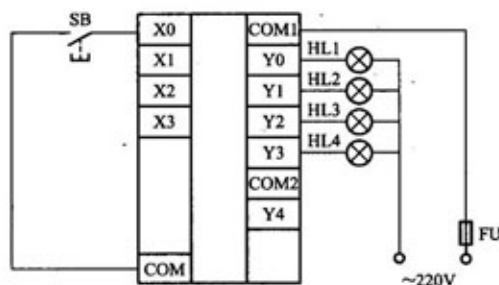 SB
X0
COM1
X1
Y0
HL1
X2
Y1
HL2
X3
Y2
HL3
Y3
HL4
COM2
Y4
FU
COM
~220V